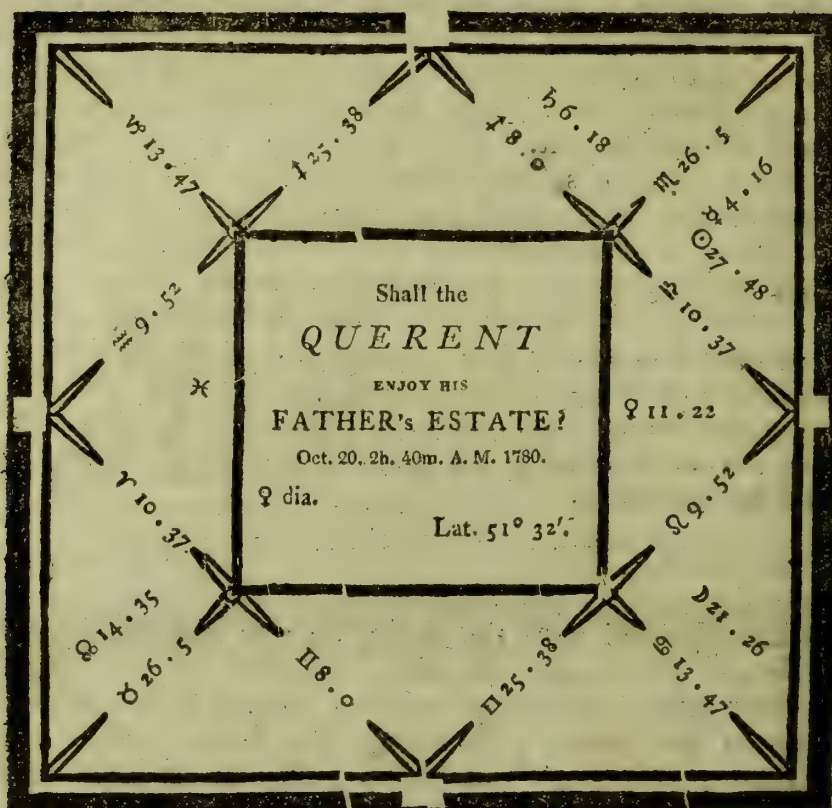 ♄ 6 . 18
♐ 8 . 0
♐ 25 . 38
♑ 13 . 47
♏ 26 . 5
☿ 4 . 16
☉ 27 . 48
♎ 10 . 37
♒ 9 . 52
♓
Shall the
QUERENT
ENJOY HIS
FATHER's ESTATE?
Oct. 20, 2h. 40m. A. M. 1780.
♀ dia.
Lat. 51° 32′.
♀ 11 . 22
♌ 9 . 52
♈ 10 . 37
☽ 21 . 26
♋ 13 . 47
☊ 14 . 35
♉ 26 . 5
♊ 8 . 0
♊ 25 . 38